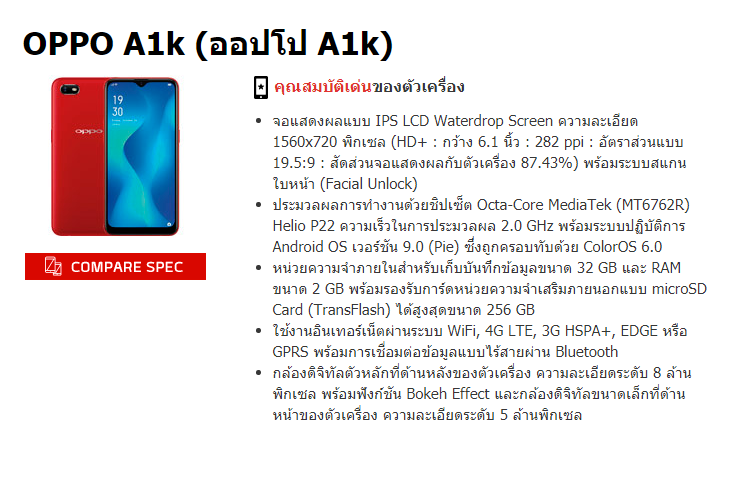 OPPO A1k (ออปโป A1k)
คุณสมบัติเด่นของตัวเครื่อง
oppo
19
30
COMPARE SPEC
• จอแสดงผลแบบ IPS LCD Waterdrop Screen ความละเอียด
1560x720 พิกเซล (HD+ : กว้าง 6.1 นิ้ว : 282 ppi : อัตราส่วนแบบ
19.5:9 : สัดส่วนจอแสดงผลกับตัวเครื่อง 87.43%) พร้อมระบบสแกน
ใบหน้า (Facial Unlock)
• ประมวลผลการทำงานด้วยชิปเซ็ต Octa-Core MediaTek (MT6762R)
Helio P22 ความเร็วในการประมวลผล 2.0 GHz พร้อมระบบปฏิบัติการ
Android OS เวอร์ชัน 9.0 (Pie) ซึ่งถูกครอบทับด้วย ColorOS 6.0
• หน่วยความจำภายในสำหรับเก็บบันทึกข้อมูลขนาด 32 GB และ RAM
ขนาด 2 GB พร้อมรองรับการ์ดหน่วยความจำเสริมภายนอกแบบ microSD
Card (TransFlash) ได้สูงสุดขนาด 256 GB
• ใช้งานอินเทอร์เน็ตผ่านระบบ WiFi, 4G LTE, 3G HSPA+, EDGE หรือ
GPRS พร้อมการเชื่อมต่อข้อมูลแบบไร้สายผ่าน Bluetooth
• กล้องดิจิทัลตัวหลักที่ด้านหลังของตัวเครื่อง ความละเอียดระดับ 8 ล้าน
พิกเซล พร้อมฟังก์ชัน Bokeh Effect และกล้องดิจิทัลขนาดเล็กที่ด้าน
หน้าของตัวเครื่อง ความละเอียดระดับ 5 ล้านพิกเซล